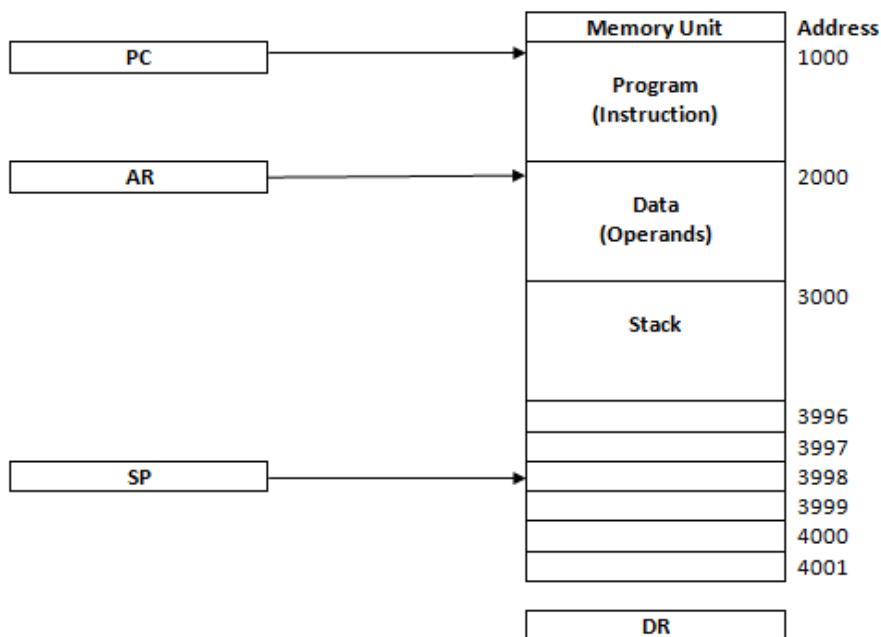 Memory Unit Address
PC 1000
Program
(Instruction)
AR 2000
Data
(Operands)
3000
Stack
3996
3997
SP 3998
3999
4000
4001
DR